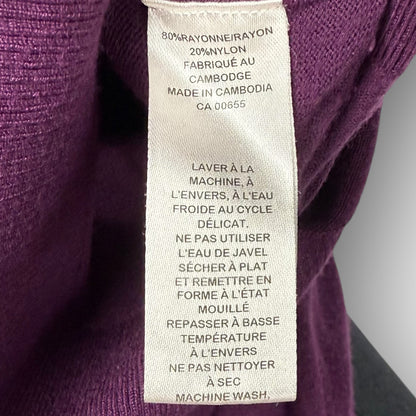 80%RAYONNE/RAYON
20%NYLON
FABRIQUÉ AU
CAMBODGE
MADE IN CAMBODIA
CA 00655
LAVER À LA
MACHINE, À
L'ENVERS, À L'EAU
FROIDE AU CYCLE
DÉLICAT.
NE PAS UTILISER
L'EAU DE JAVEL
SÉCHER À PLAT
ET REMETTRE EN
FORME À L'ÉTAT
MOUILLÉ
REPASSER À BASSE
TEMPÉRATURE
À L'ENVERS
NE PAS NETTOYER
À SEC
MACHINE WASH,